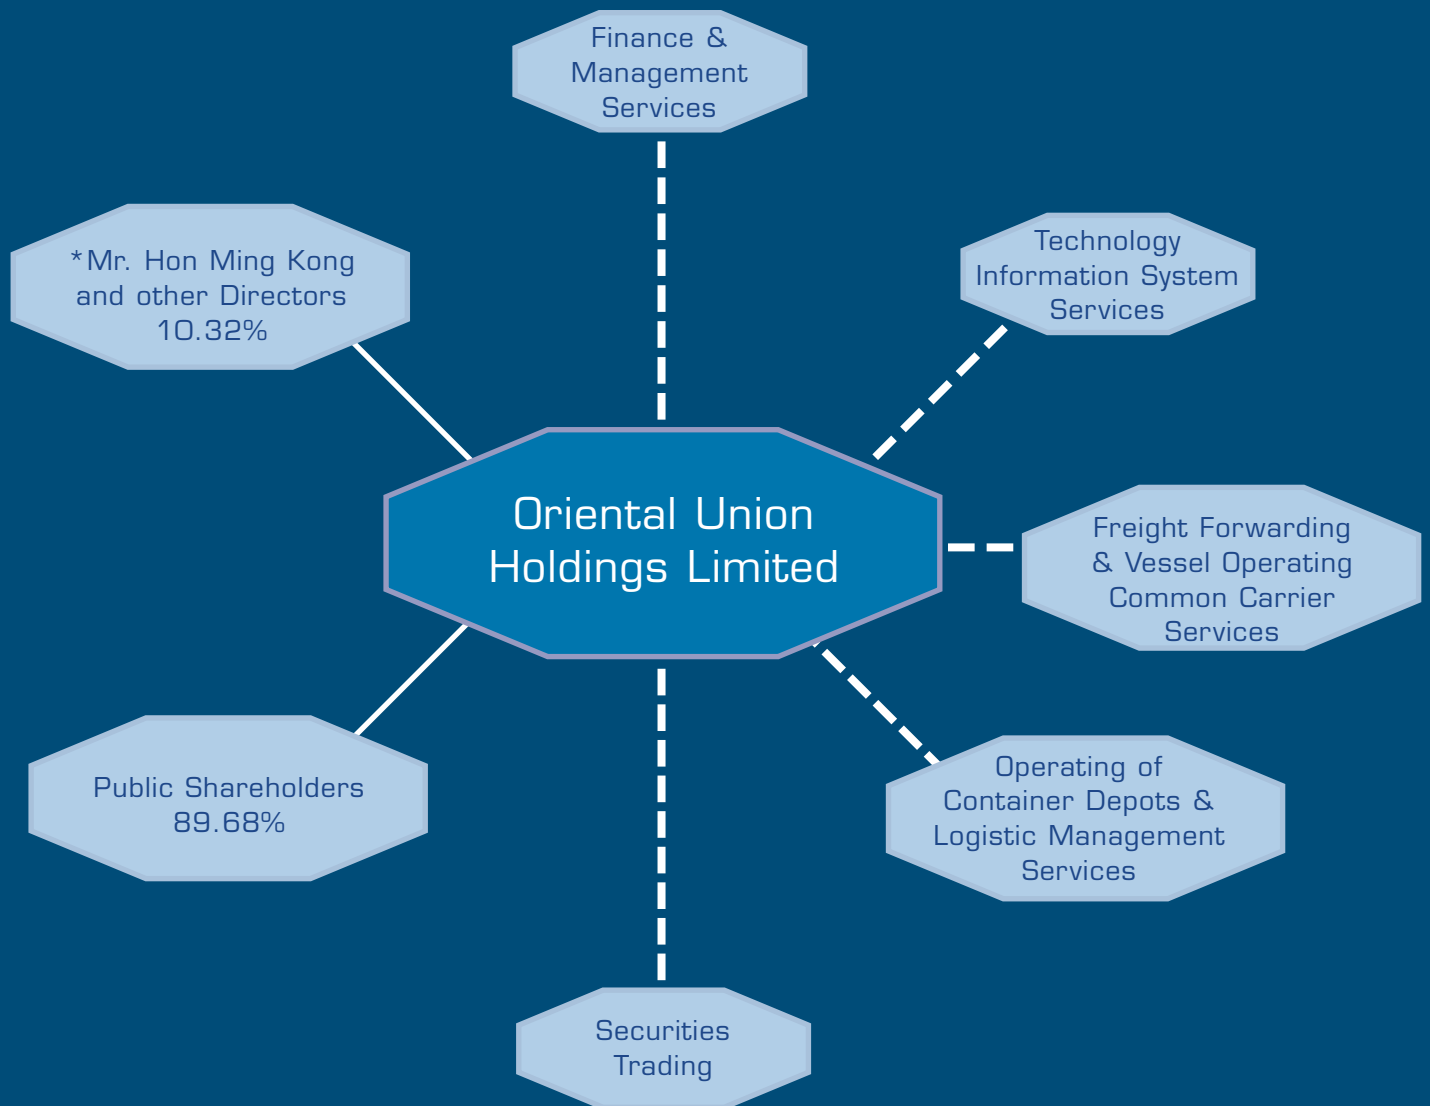 Finance &
Management
Services
*Mr. Hon Ming Kong
and other Directors
10.32%
Technology
Information System
Services
Oriental Union
Holdings Limited
Freight Forwarding
& Vessel Operating
Common Carrier
Services
Public Shareholders
89.68%
Operating of
Container Depots &
Logistic Management
Services
Securities
Trading